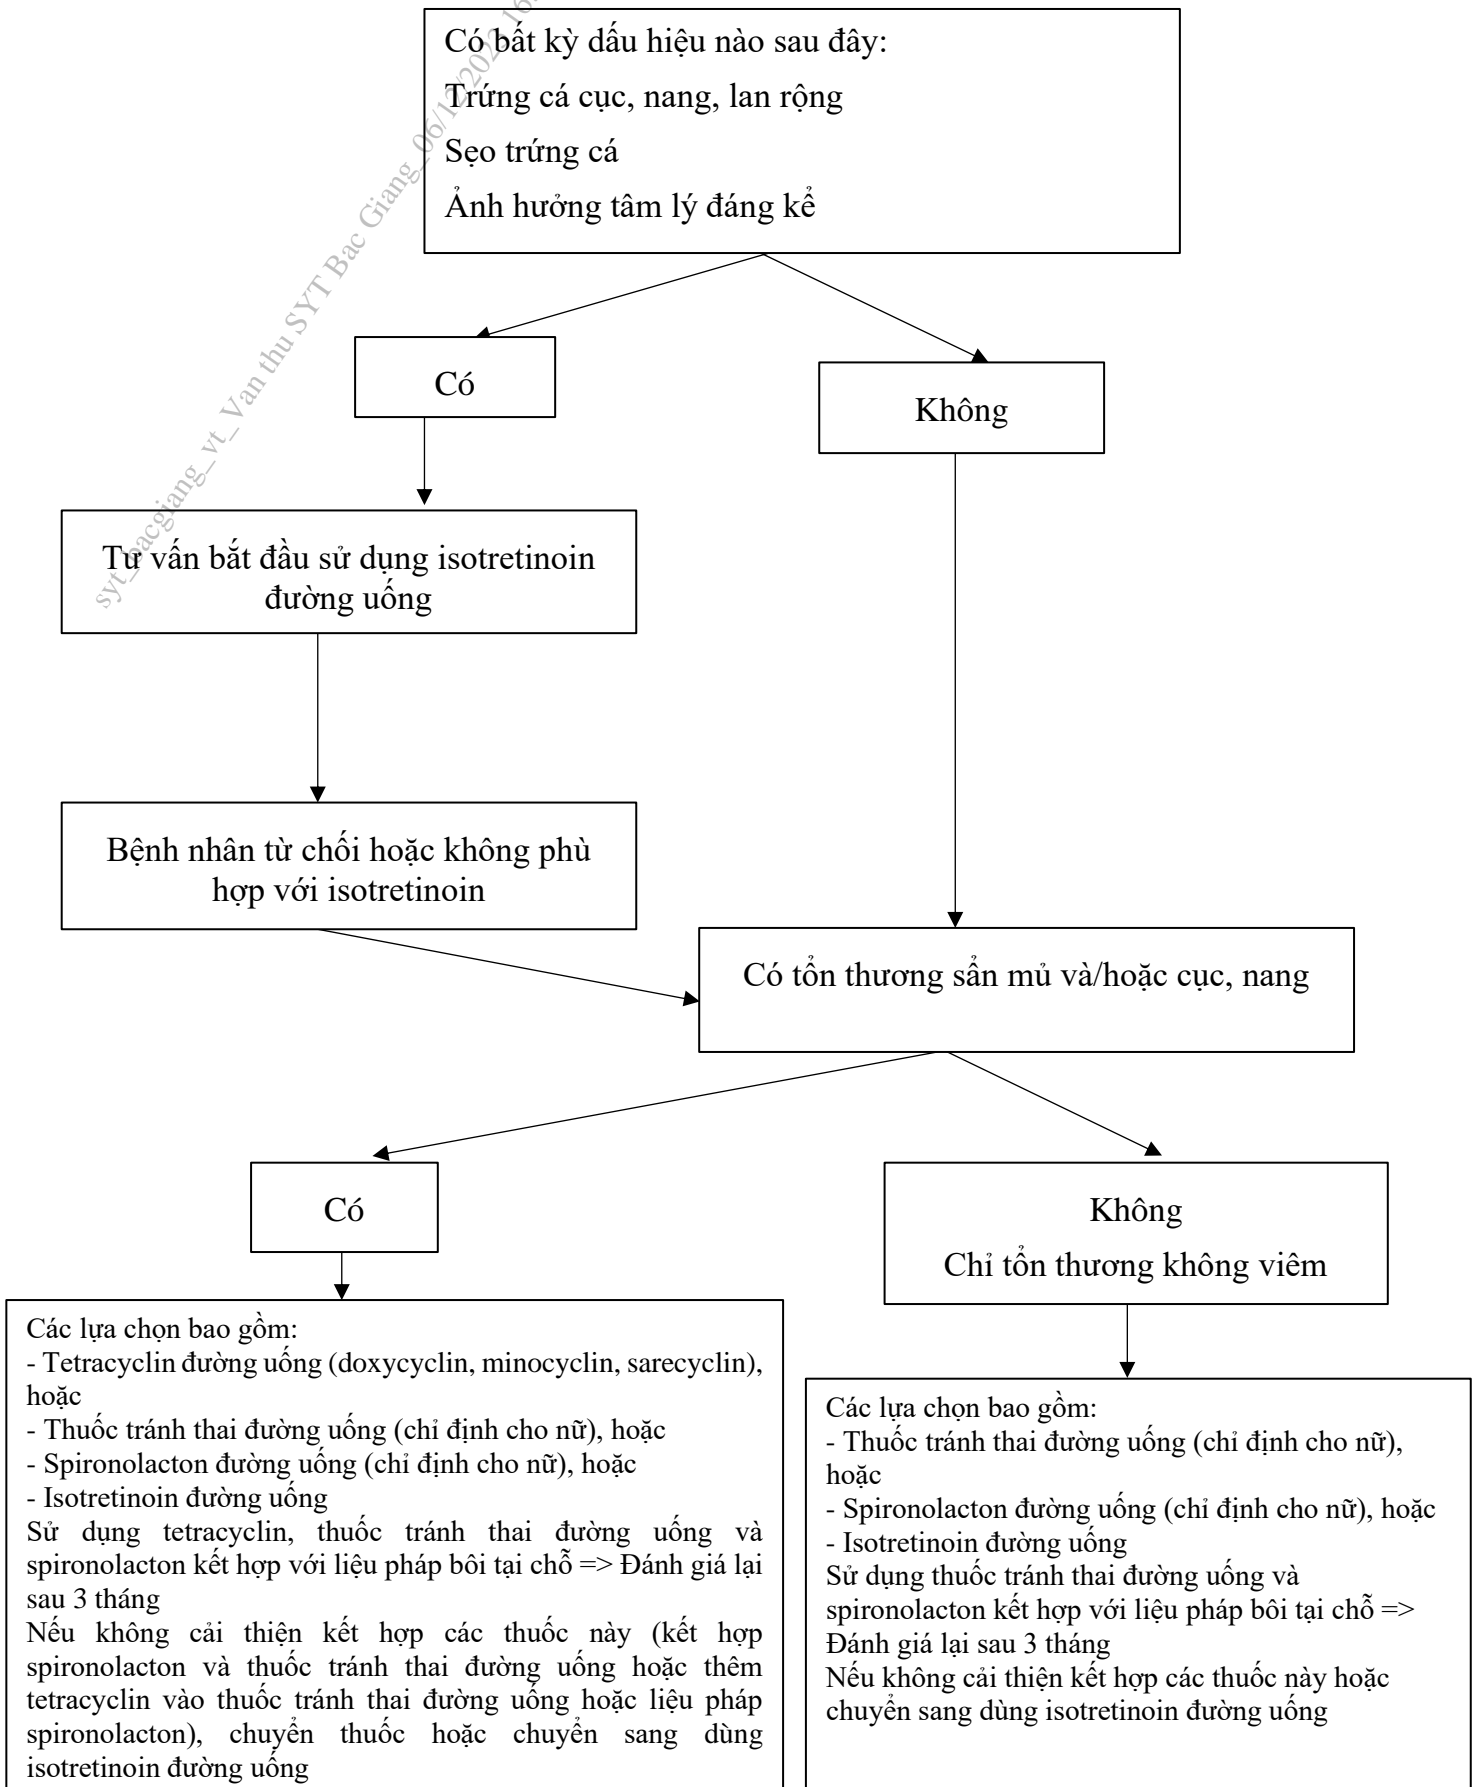 Có bất kỳ dấu hiệu nào sau đây:
Trứng cá cục, nang, lan rộng
Sẹo trứng cá
Ảnh hưởng tâm lý đáng kể
Có
Không
Tư vấn bắt đầu sử dụng isotretinoin
đường uống
Bệnh nhân từ chối hoặc không phù
hợp với isotretinoin
Có tổn thương sẩn mủ và/hoặc cục, nang
Có
Không
Chỉ tổn thương không viêm
Các lựa chọn bao gồm:
- Tetracyclin đường uống (doxycyclin, minocyclin, sarecyclin),
hoặc
- Thuốc tránh thai đường uống (chỉ định cho nữ), hoặc
- Spironolacton đường uống (chỉ định cho nữ), hoặc
- Isotretinoin đường uống
Sử dụng tetracyclin, thuốc tránh thai đường uống và
spironolacton kết hợp với liệu pháp bôi tại chỗ => Đánh giá lại
sau 3 tháng
Nếu không cải thiện kết hợp các thuốc này (kết hợp
spironolacton và thuốc tránh thai đường uống hoặc thêm
tetracyclin vào thuốc tránh thai đường uống hoặc liệu pháp
spironolacton), chuyển thuốc hoặc chuyển sang dùng
isotretinoin đường uống
Các lựa chọn bao gồm:
- Thuốc tránh thai đường uống (chỉ định cho nữ),
hoặc
- Spironolacton đường uống (chỉ định cho nữ), hoặc
- Isotretinoin đường uống
Sử dụng thuốc tránh thai đường uống và
spironolacton kết hợp với liệu pháp bôi tại chỗ =>
Đánh giá lại sau 3 tháng
Nếu không cải thiện kết hợp các thuốc này hoặc
chuyển sang dùng isotretinoin đường uống
syt_bacgiang_vt_Van thu SYT Bac Giang_06/12/2023 16: